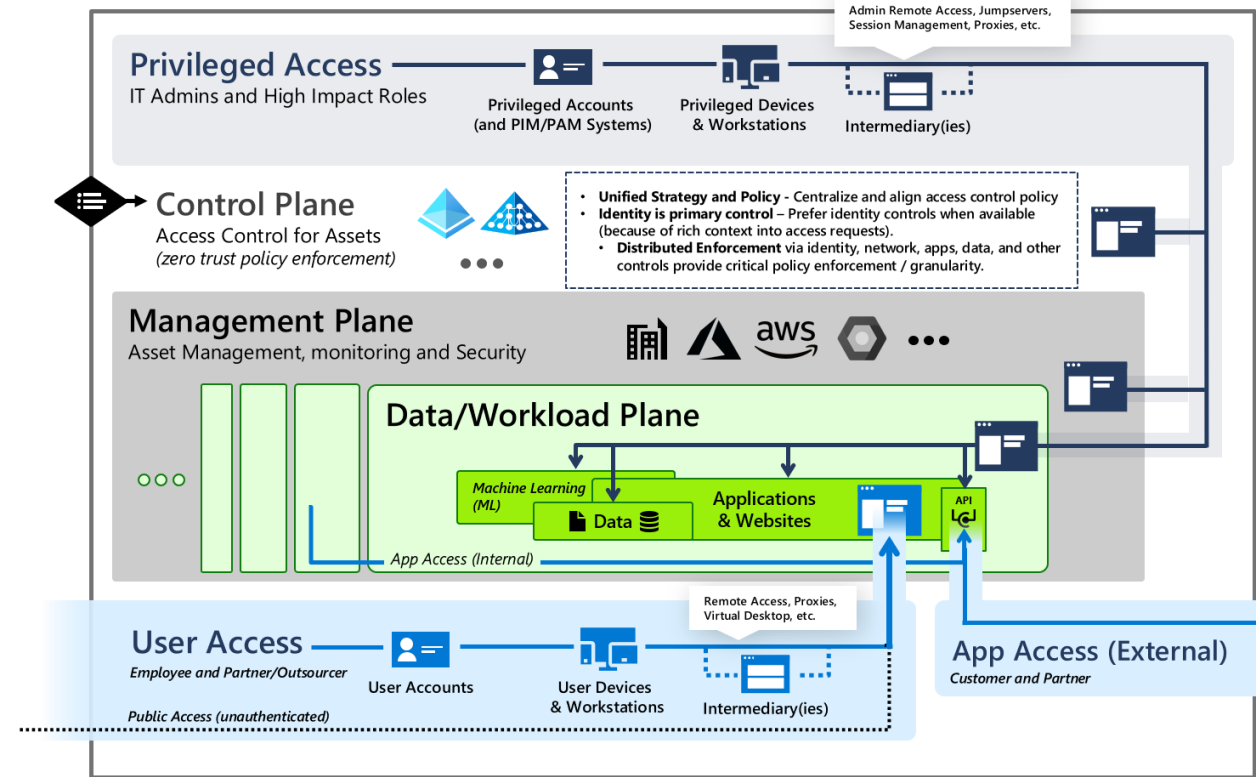 Admin Remote Access, Jumpservers,
Session Management, Proxies, etc.
Privileged Access
IT Admins and High Impact Roles
Privileged Accounts
(and PIM/PAM Systems)
Privileged Devices
& Workstations
Intermediary(ies)
Control Plane
Access Control for Assets
(zero trust policy enforcement)
• Unified Strategy and Policy - Centralize and align access control policy
• Identity is primary control – Prefer identity controls when available
(because of rich context into access requests).
• Distributed Enforcement via identity, network, apps, data, and other
controls provide critical policy enforcement / granularity.
Management Plane
Asset Management, monitoring and Security
aws
Data/Workload Plane
Machine Learning
(ML)
Data
Applications
& Websites
API
App Access (Internal)
Remote Access, Proxies,
Virtual Desktop, etc.
User Access
Employee and Partner/Outsourcer
User Accounts
User Devices
& Workstations
Intermediary(ies)
Public Access (unauthenticated)
App Access (External)
Customer and Partner